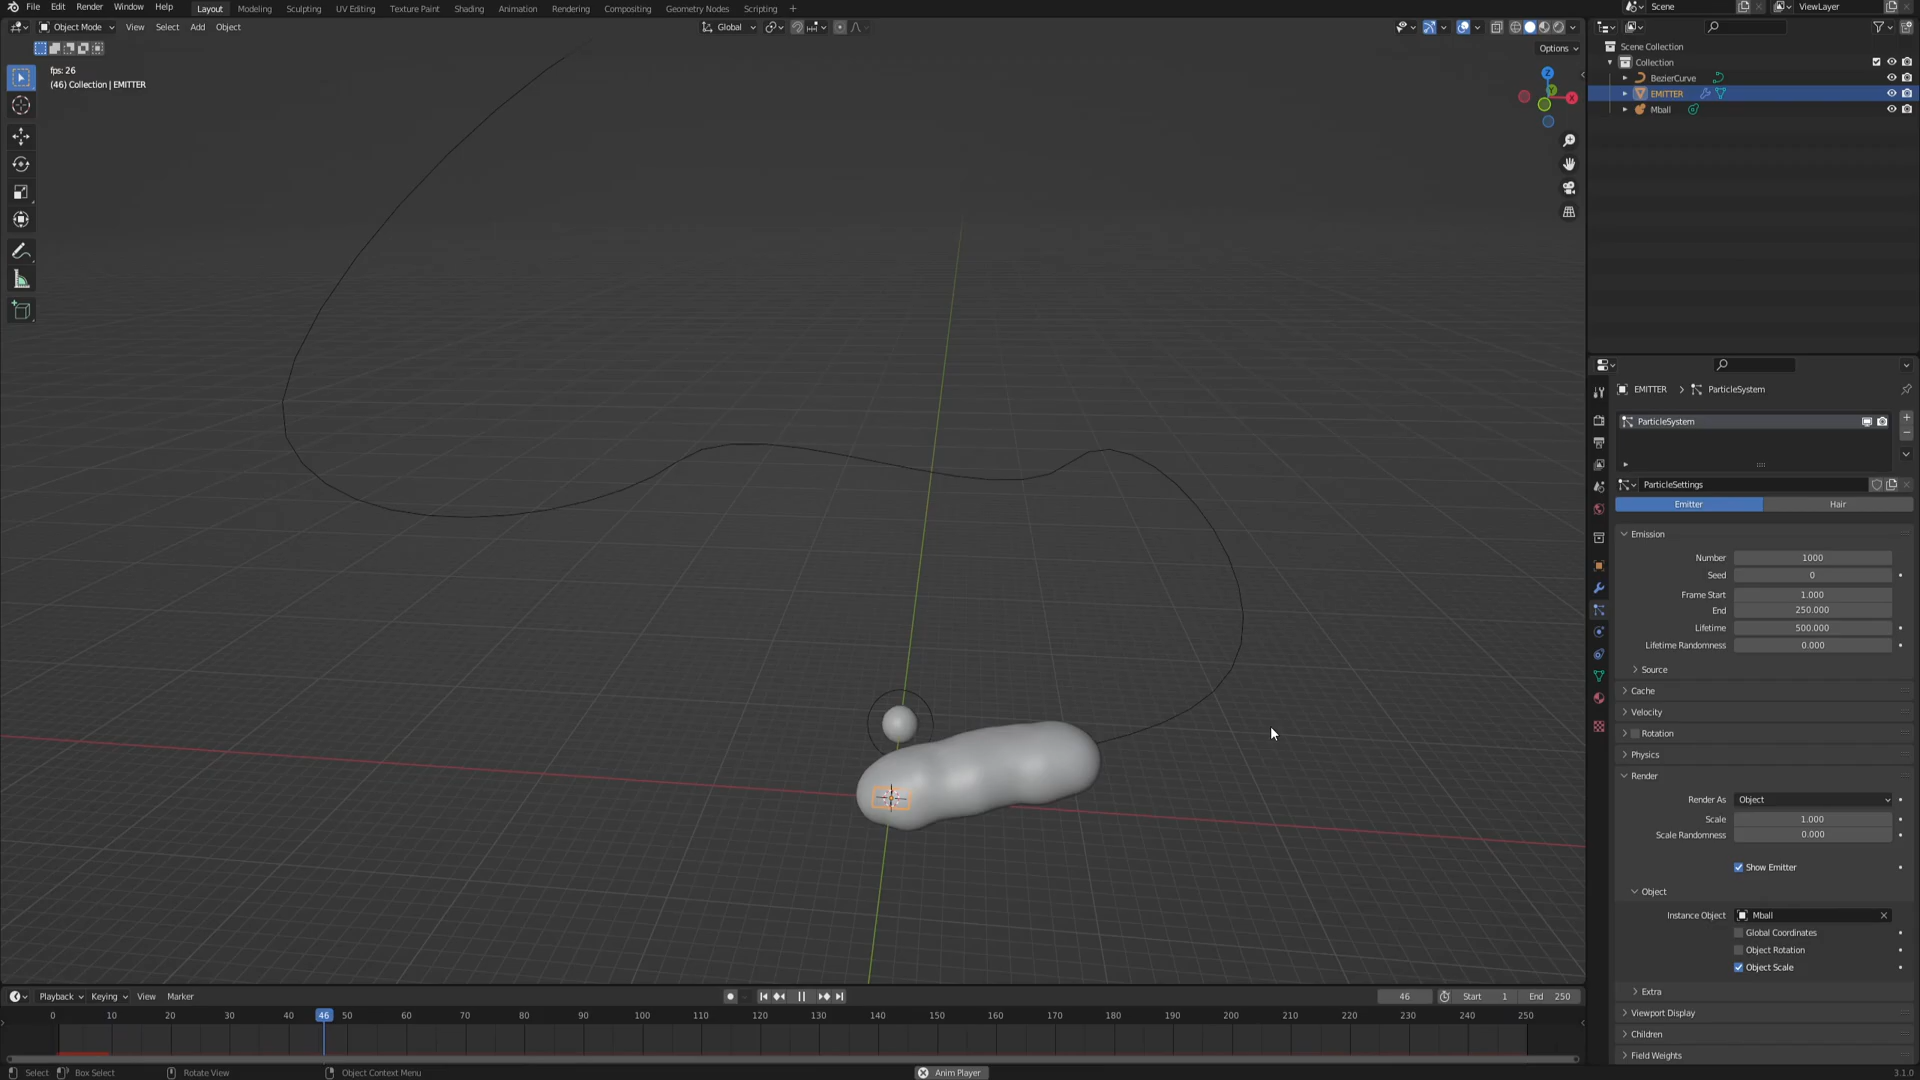 File Edit Render Window Help Layout Modeling Sculpting UV Editing Texture Paint Shading Animation Rendering Compositing Geometry Nodes Scripting + Scene ViewLayer
Object Mode View Select Add Object Global
Options
fps: 26
(46) Collection | EMITTER
Z
Y
X
Scene Collection
Collection
BezierCurve
EMITTER
Mball
EMITTER > ParticleSystem
ParticleSystem
ParticleSettings
Emitter Hair
Emission
Number 1000
Seed 0
Frame Start 1.000
End 250.000
Lifetime 500.000
Lifetime Randomness 0.000
Source
Cache
Velocity
Rotation
Physics
Render
Render As Object
Scale 1.000
Scale Randomness 0.000
Show Emitter
Object
Instance Object Mball
Global Coordinates
Object Rotation
Object Scale
Extra
Viewport Display
Children
Field Weights
Playback Keying View Marker 46 Start 1 End 250
0 10 20 30 40 46 50 60 70 80 90 100 110 120 130 140 150 160 170 180 190 200 210 220 230 240 250
Select Box Select Rotate View Object Context Menu Anim Player 3.1.0